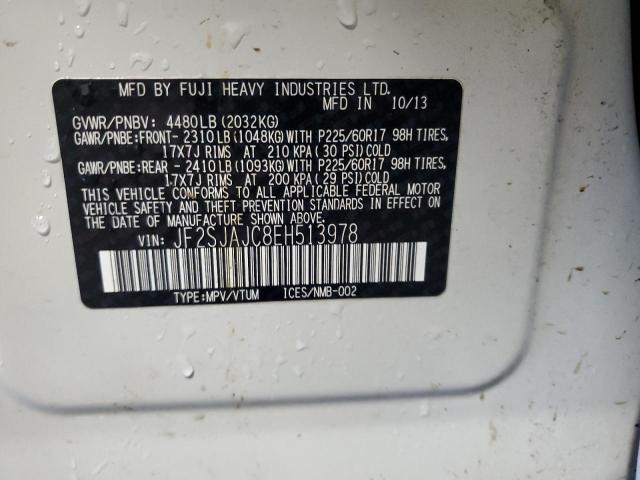 MFD BY FUJI HEAVY INDUSTRIES LTD.
MFD IN 10/13
GVWR/PNBV: 4480LB (2032KG)
GAWR/PNBE:FRONT- 2310LB (1048KG)WITH P225/60R17 98H TIRES,
17X7J RIMS AT 210 KPA (30 PSI)COLD
GAWR/PNBE:REAR - 2410LB (1093KG)WITH P225/60R17 98H TIRES,
17X7J RIMS AT 200 KPA (29 PSI)COLD
THIS VEHICLE CONFORMS TO ALL APPLICABLE FEDERAL MOTOR
VEHICLE SAFETY AND THEFT PREVENTION STANDARDS IN EFFECT
ON THE DATE OF MANUFACTURE SHOWN ABOVE.
VIN: JF2SJAJC8EH513978
TYPE:MPV/VTUM ICES/NMB-002